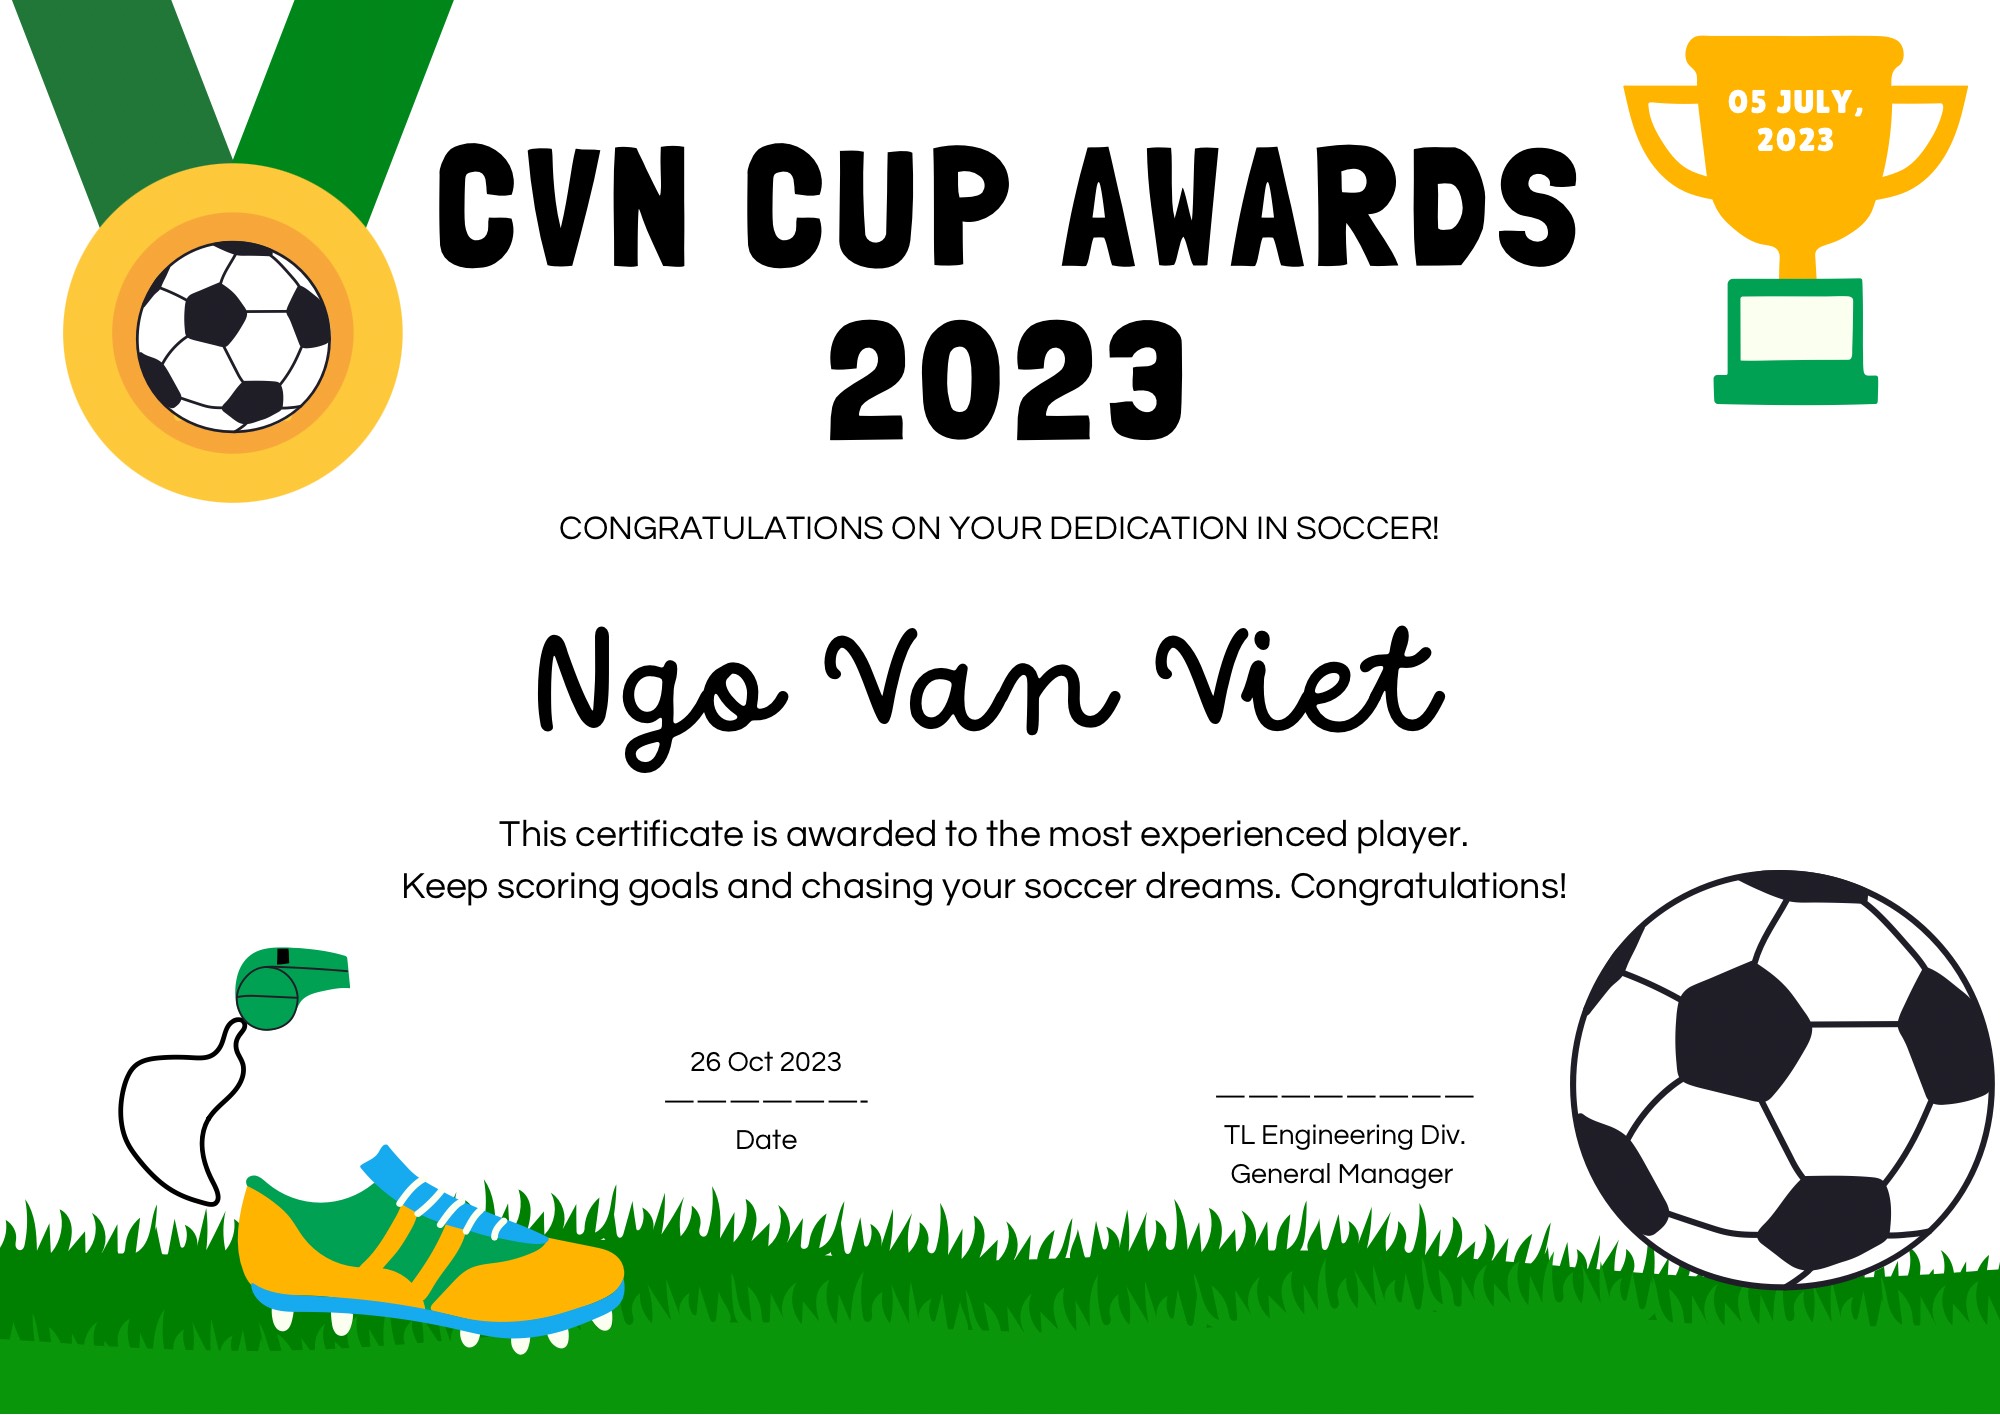 05 JULY,
2023
CVN CUP AWARDS
2023
CONGRATULATIONS ON YOUR DEDICATION IN SOCCER!
Ngo Van Viet
This certificate is awarded to the most experienced player.
Keep scoring goals and chasing your soccer dreams. Congratulations!
26 Oct 2023
——————-
Date
————————
TL Engineering Div.
General Manager